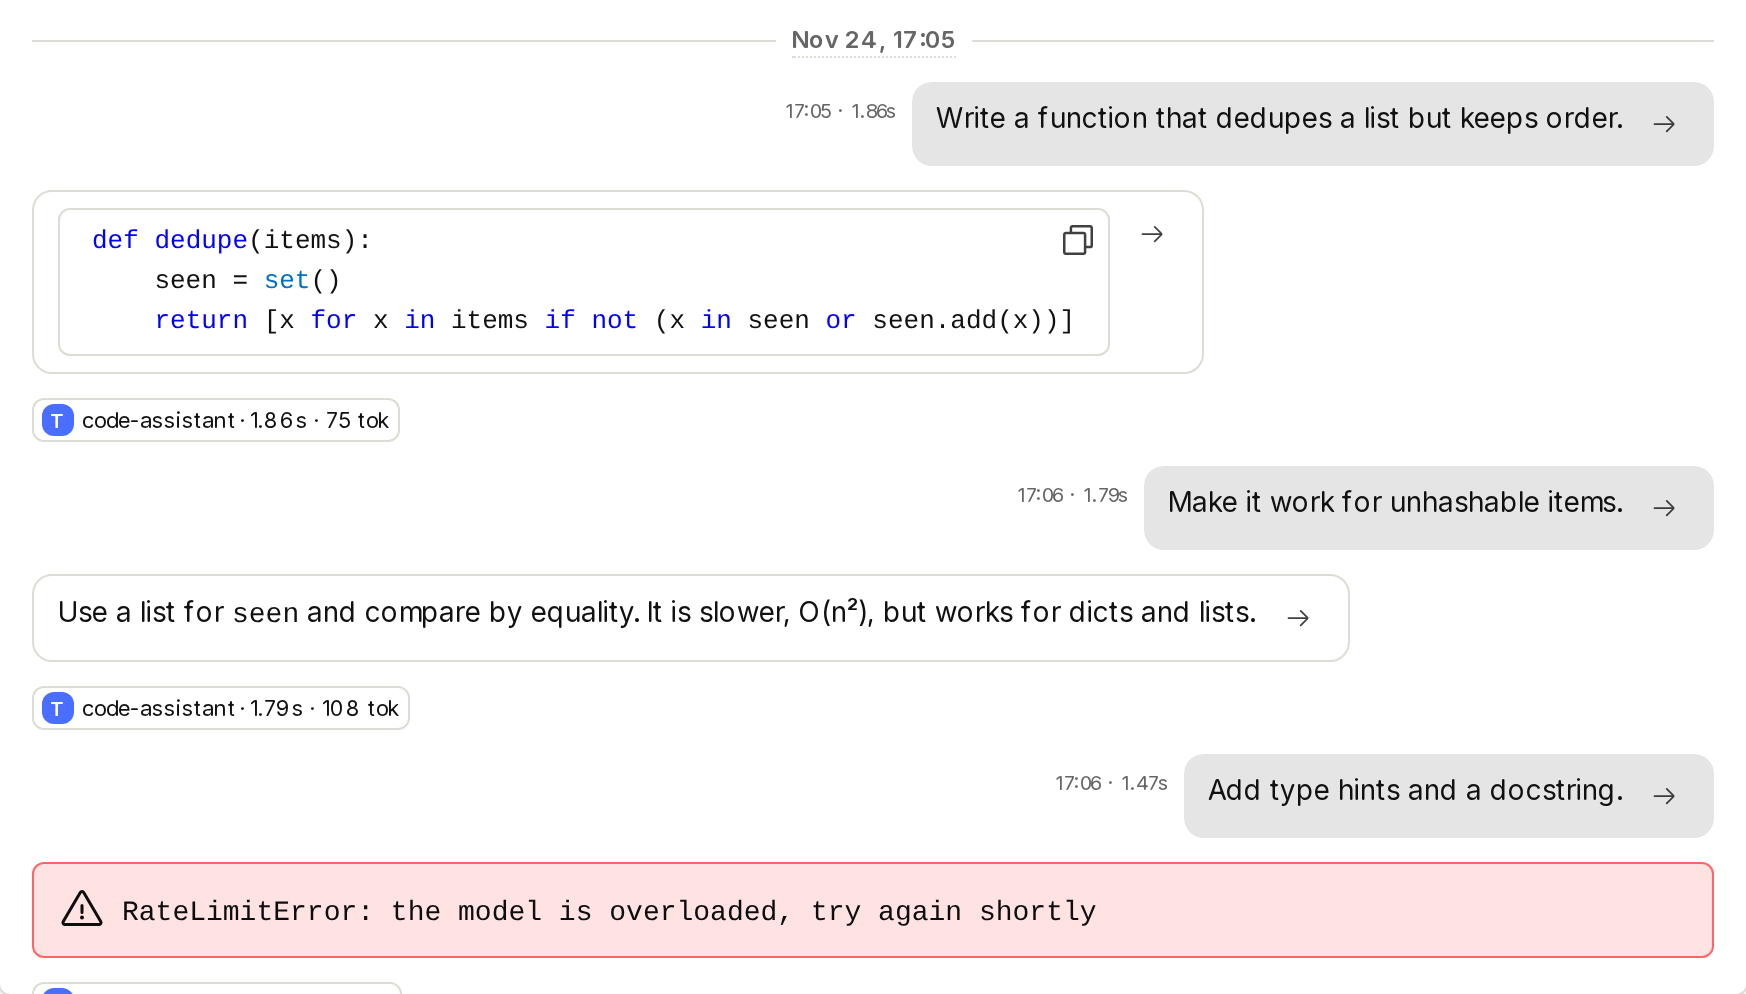 Nov 24, 17:05
17:05 · 1.86s
Write a function that dedupes a list but keeps order. →
def dedupe(items):
    seen = set()
    return [x for x in items if not (x in seen or seen.add(x))]
→
T code-assistant · 1.86s · 75 tok
17:06 · 1.79s
Make it work for unhashable items. →
Use a list for seen and compare by equality. It is slower, O(n²), but works for dicts and lists. →
T code-assistant · 1.79s · 108 tok
17:06 · 1.47s
Add type hints and a docstring. →
RateLimitError: the model is overloaded, try again shortly